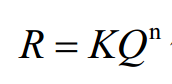 R = KQⁿ